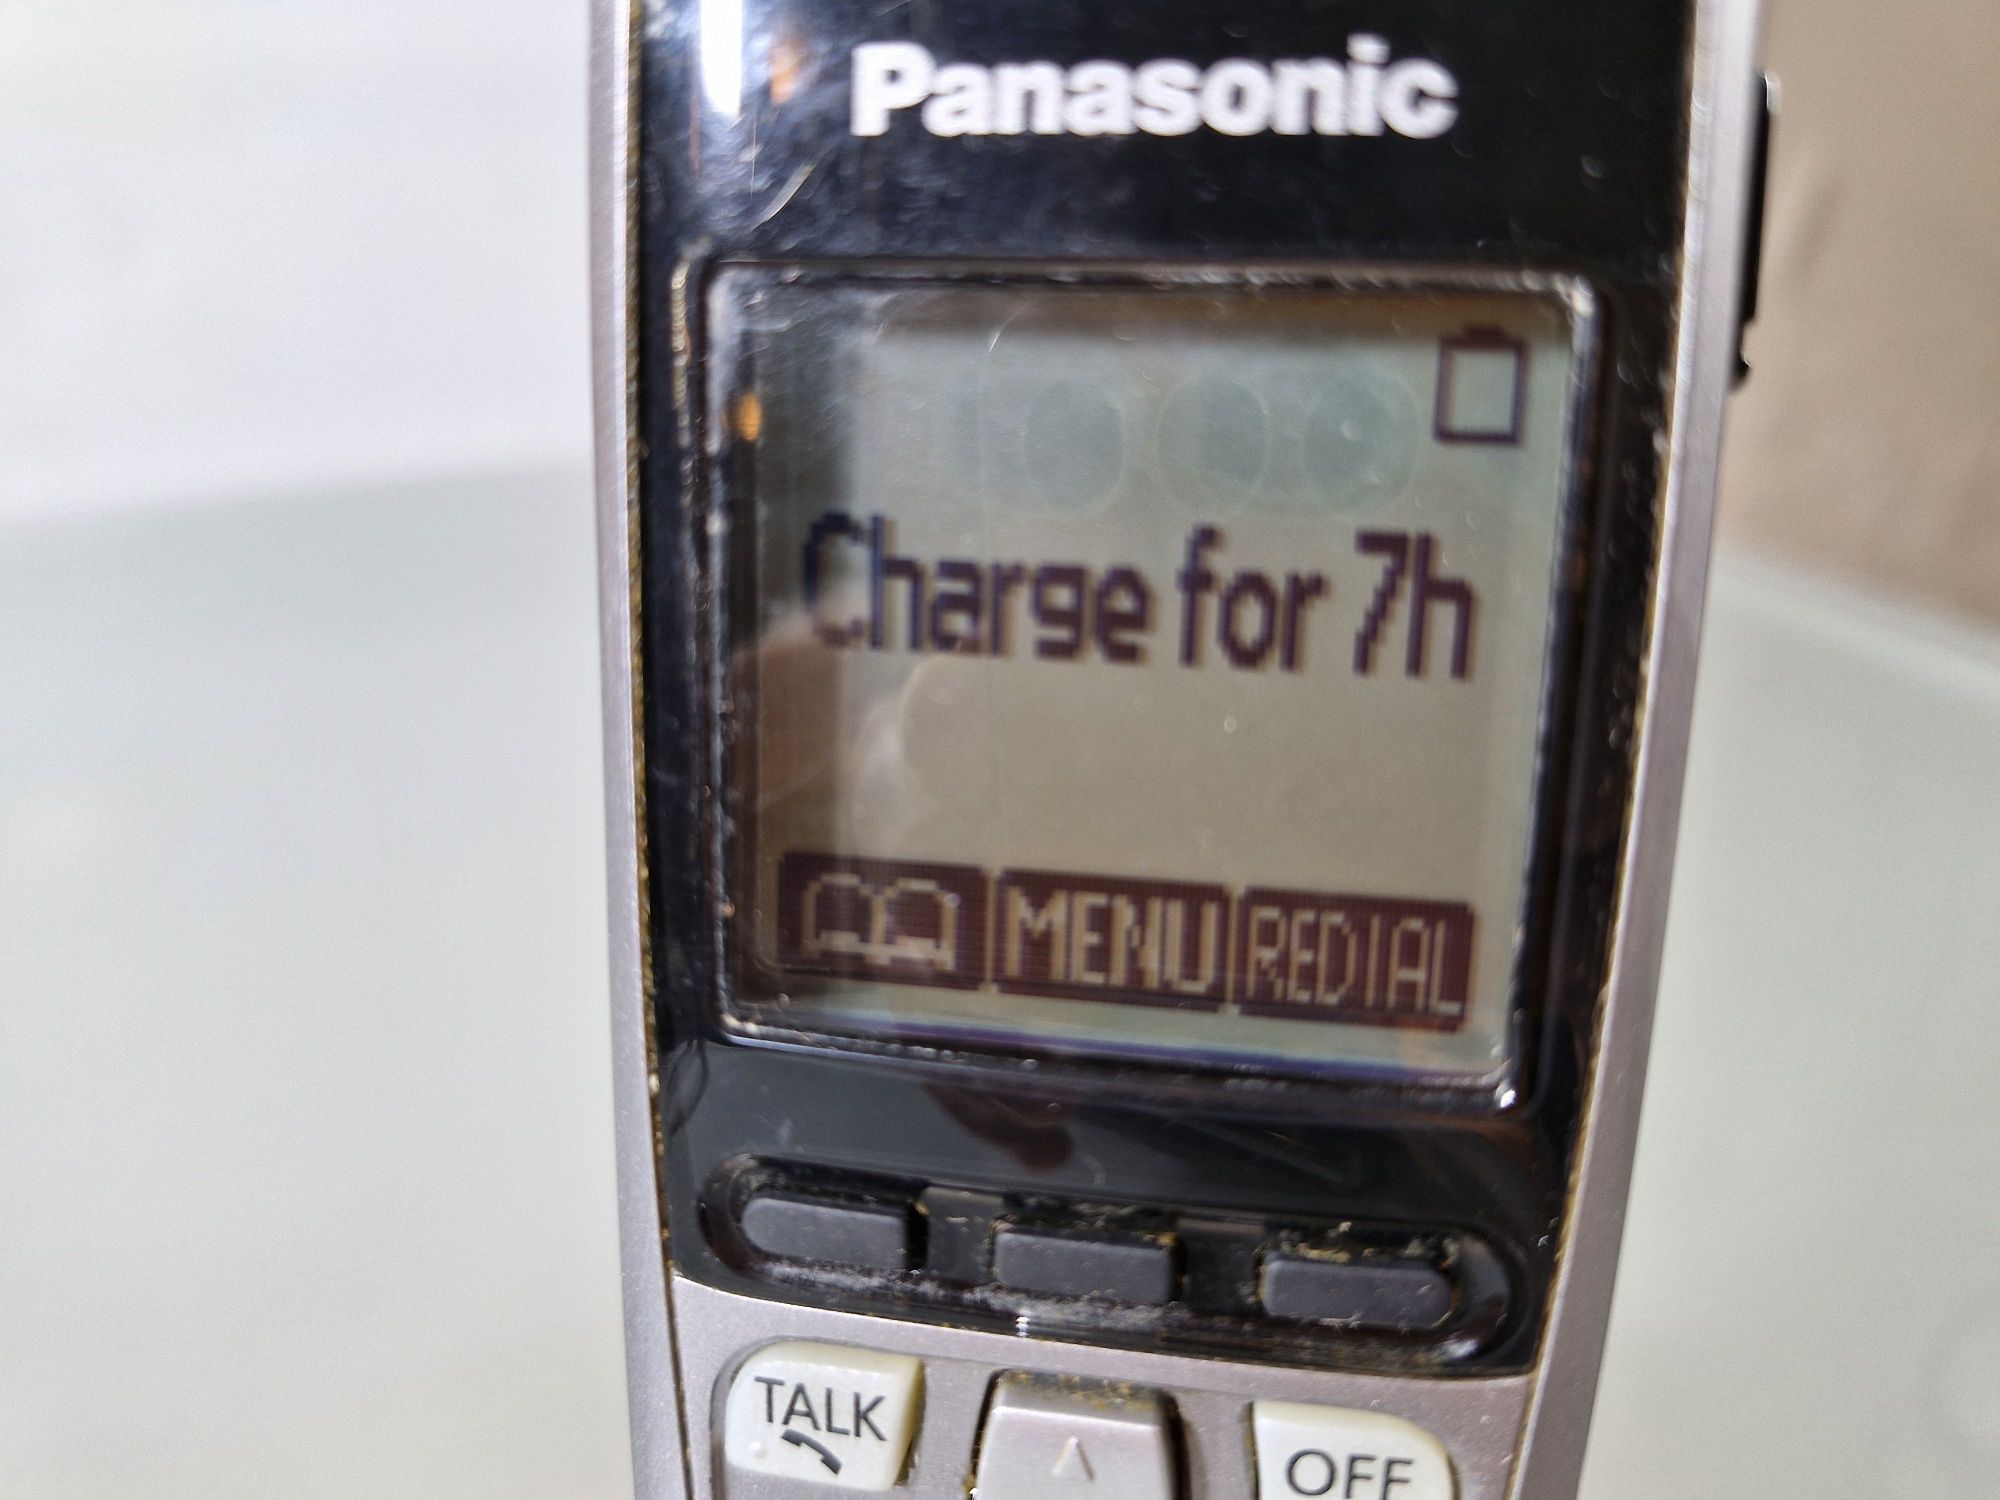 Panasonic
Charge for 7h
MENU REDIAL
TALK
OFF